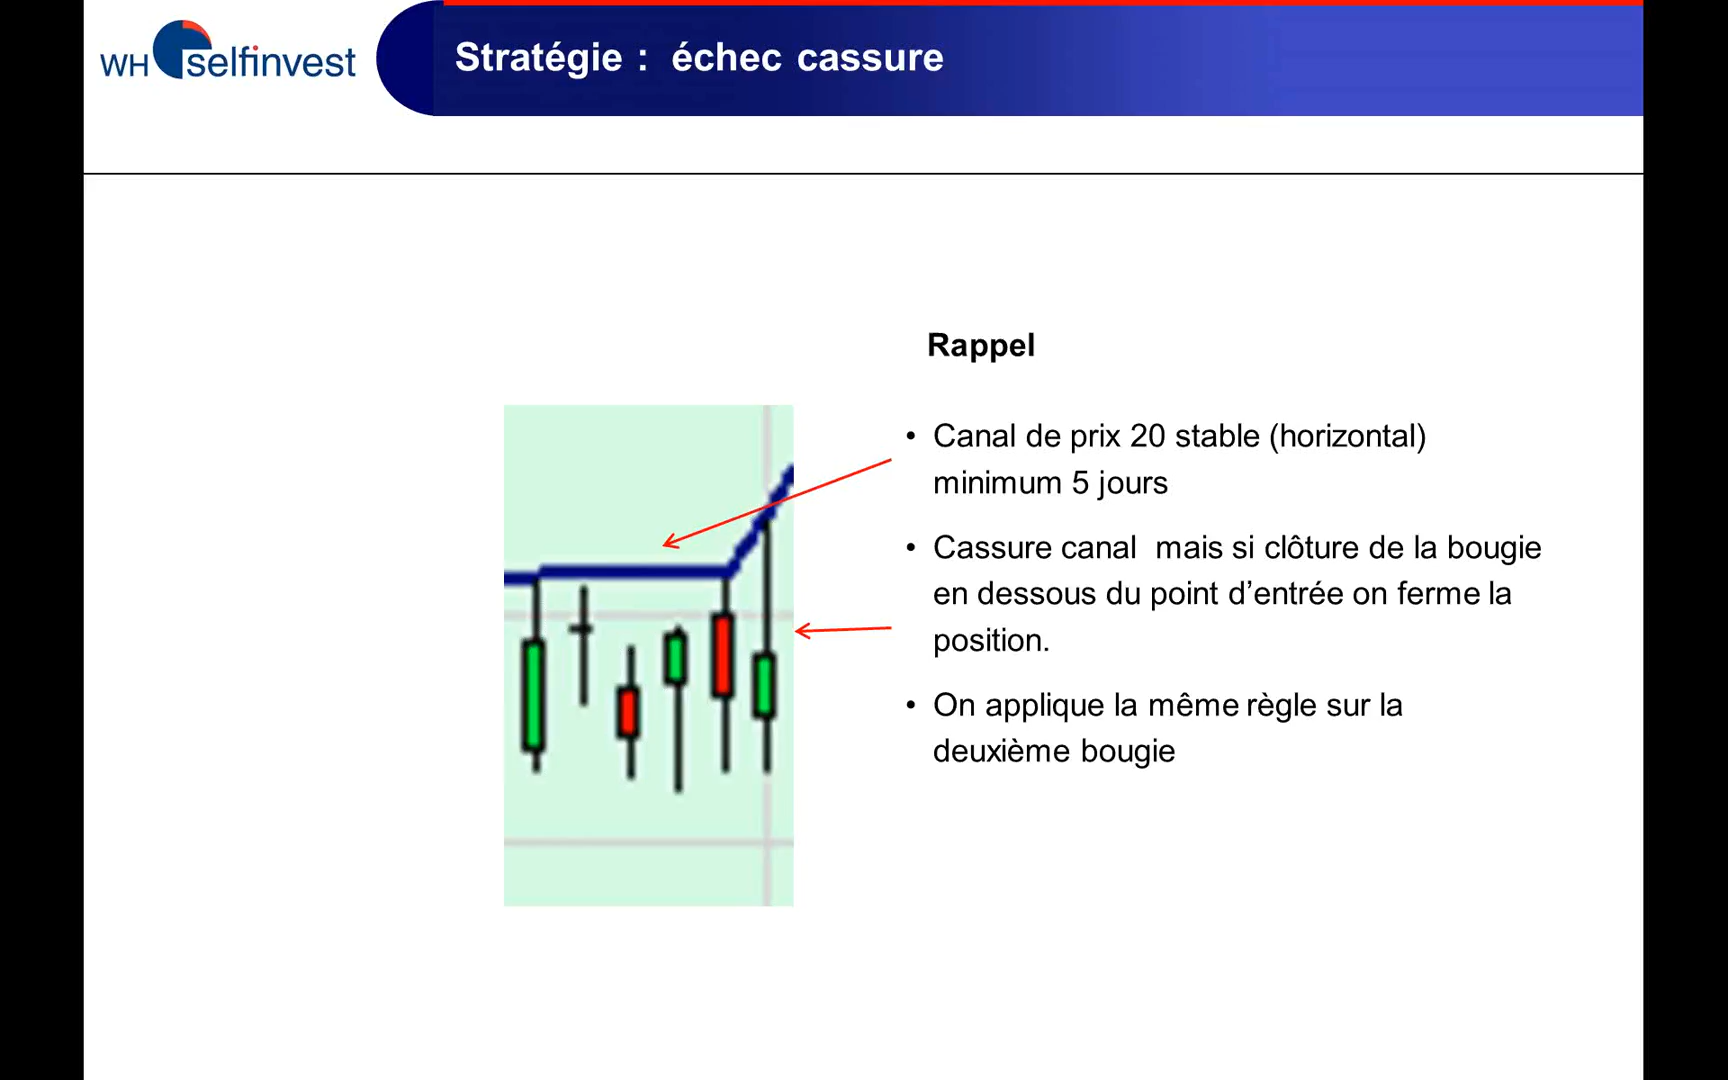 WH selfinvest
Stratégie : échec cassure
Rappel
• Canal de prix 20 stable (horizontal)
minimum 5 jours
• Cassure canal mais si clôture de la bougie
en dessous du point d’entrée on ferme la
position.
• On applique la même règle sur la
deuxième bougie